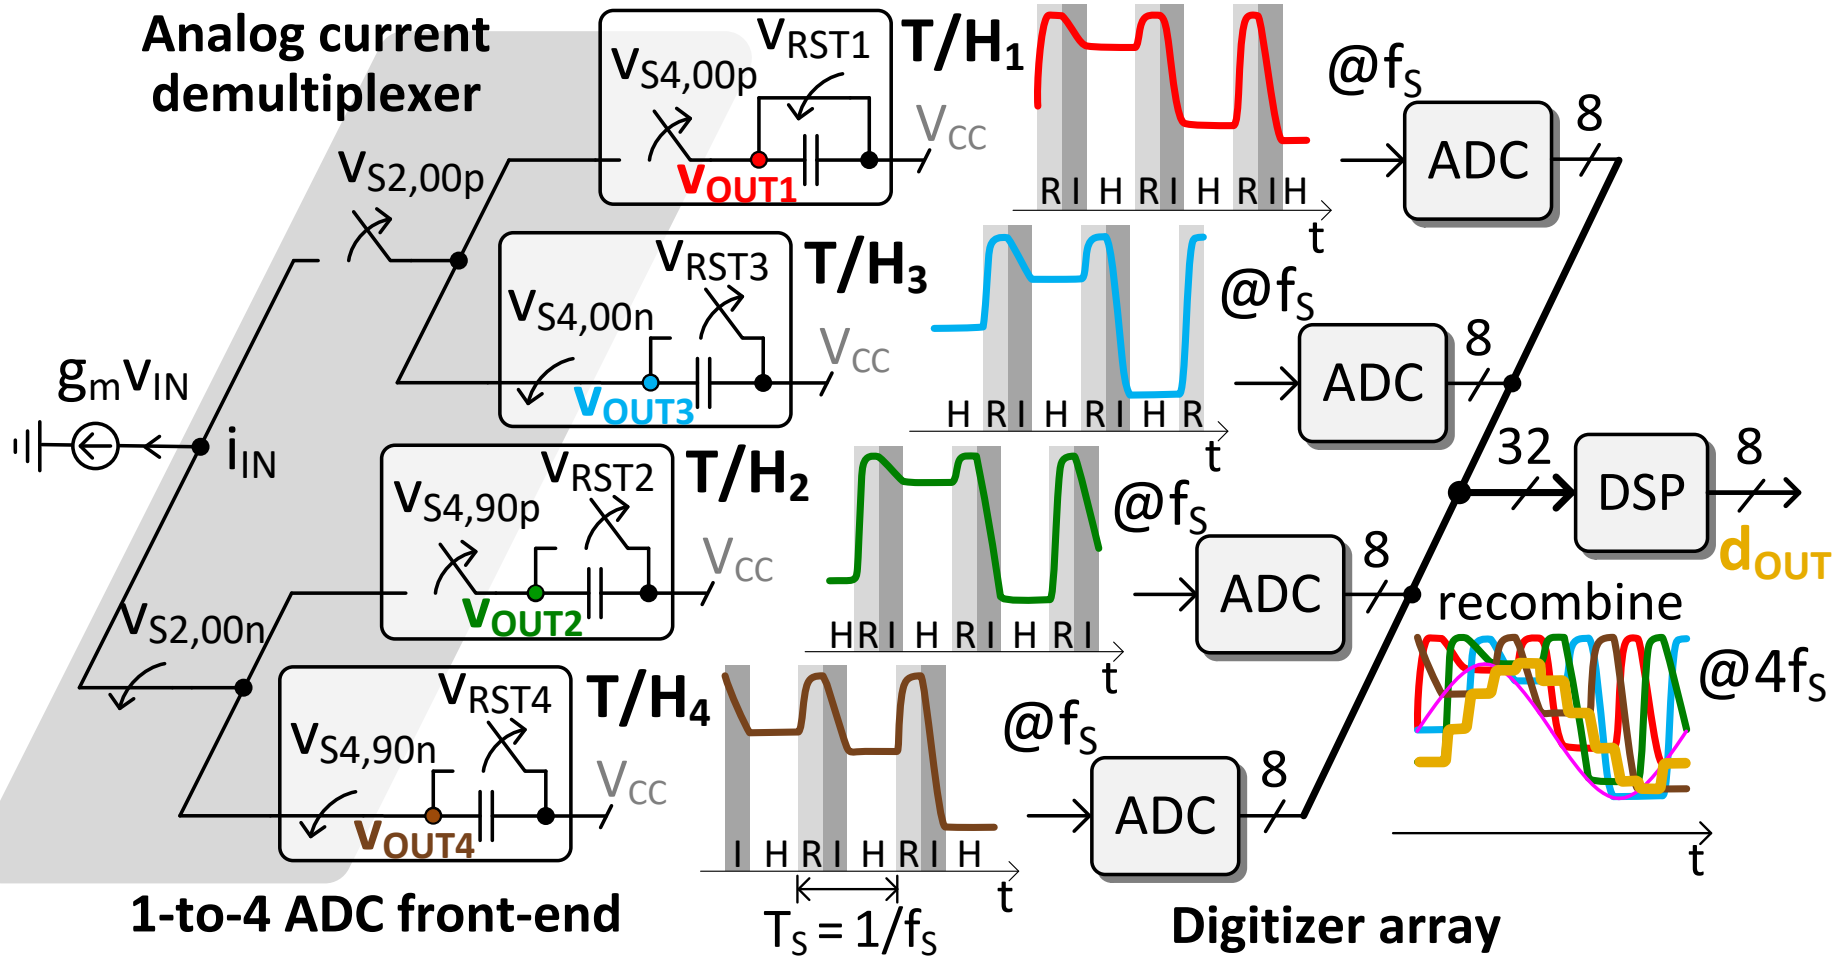 Analog current
demultiplexer
vS2,00p
gmvIN
iIN
vS2,00n
1-to-4 ADC front-end
vS4,00p
vRST1
vOUT1
VCC
T/H1
R I H R I H R I H
t
@fS
ADC
8
vS4,00n
vRST3
vOUT3
VCC
T/H3
H R I H R I H R
t
@fS
ADC
8
vS4,90p
vRST2
vOUT2
VCC
T/H2
H R I H R I H R I
t
@fS
ADC
8
vS4,90n
vRST4
vOUT4
VCC
T/H4
I H R I H R I H
t
TS = 1/fS
@fS
ADC
8
32
DSP
8
dOUT
recombine
@4fS
t
Digitizer array